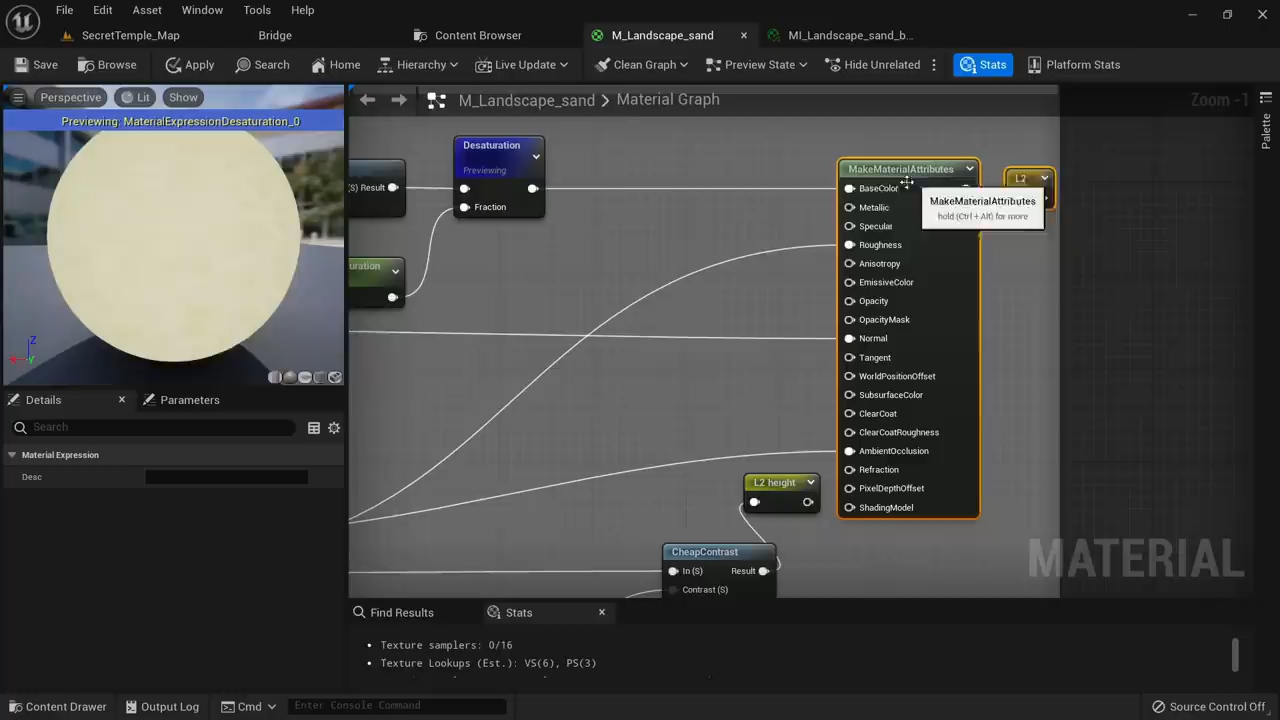 File Edit Asset Window Tools Help
SecretTemple_Map Bridge Content Browser M_Landscape_sand MI_Landscape_sand_b...
Save Browse Apply Search Home Hierarchy Live Update Clean Graph Preview State Hide Unrelated Stats Platform Stats
Perspective Lit Show
M_Landscape_sand > Material Graph
Zoom -1
Palette
Previewing: MaterialExpressionDesaturation_0
Desaturation
Previewing
(S) Result
Fraction
uration
MakeMaterialAttributes
BaseColor
Metallic
Specular
Roughness
Anisotropy
EmissiveColor
Opacity
OpacityMask
Normal
Tangent
WorldPositionOffset
SubsurfaceColor
ClearCoat
ClearCoatRoughness
AmbientOcclusion
Refraction
PixelDepthOffset
ShadingModel
L2
MakeMaterialAttributes
hold (Ctrl + Alt) for more
L2 height
CheapContrast
In (S) Result
Contrast (S)
MATERIAL
Z
Y
Details Parameters
Search
Material Expression
Desc
Find Results Stats
Texture samplers: 0/16
Texture Lookups (Est.): VS(6), PS(3)
Content Drawer Output Log Cmd Enter Console Command Source Control Off